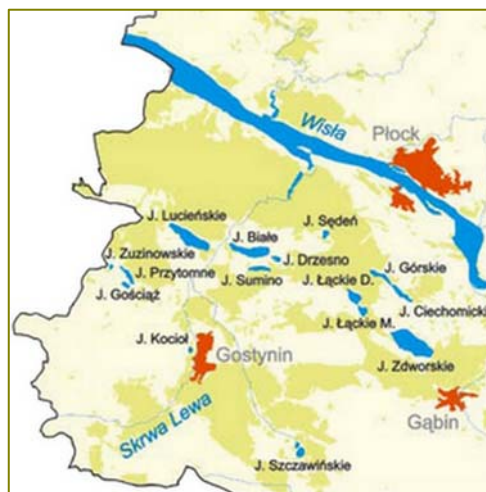 Wisła
Płock
J. Lucieńskie
J. Sędeń
J. Białe
J. Zuzinowskie
J. Drzesno
J. Przytomne
J. Sumino
J. Łąckie D.
J. Górskie
J. Gościąż
J. Ciechomickie
J. Łąckie M.
J. Kocioł
Gostynin
J. Zdworskie
Skrwa Lewa
Gąbin
J. Szczawińskie